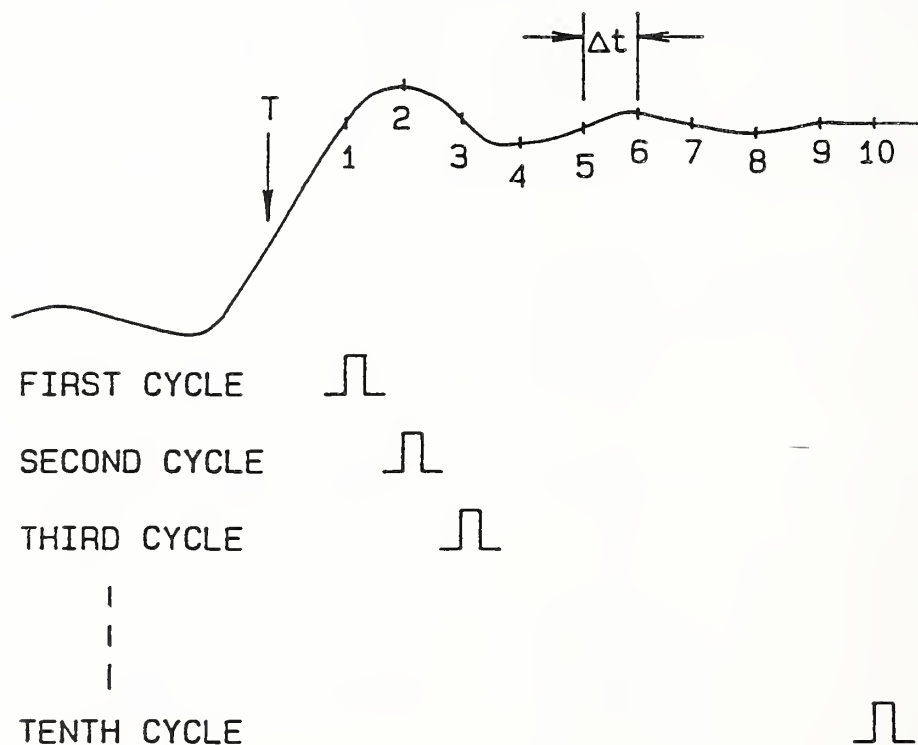 Δt
T
1 2 3 4 5 6 7 8 9 10
FIRST CYCLE
SECOND CYCLE
THIRD CYCLE
TENTH CYCLE